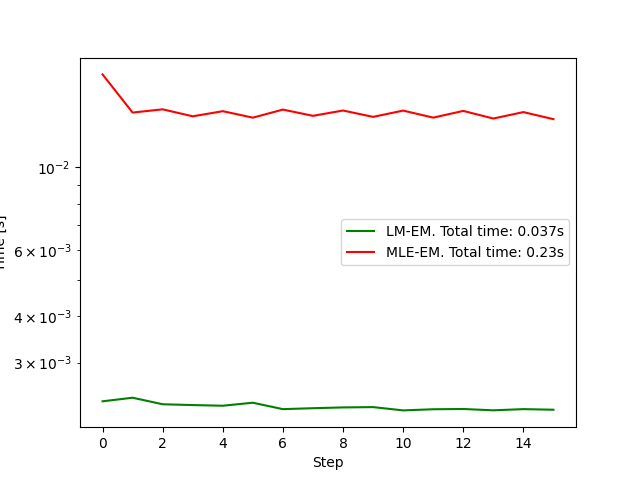 10⁻²
6 × 10⁻³
4 × 10⁻³
3 × 10⁻³
LM-EM. Total time: 0.037s
MLE-EM. Total time: 0.23s
0 2 4 6 8 10 12 14
Step